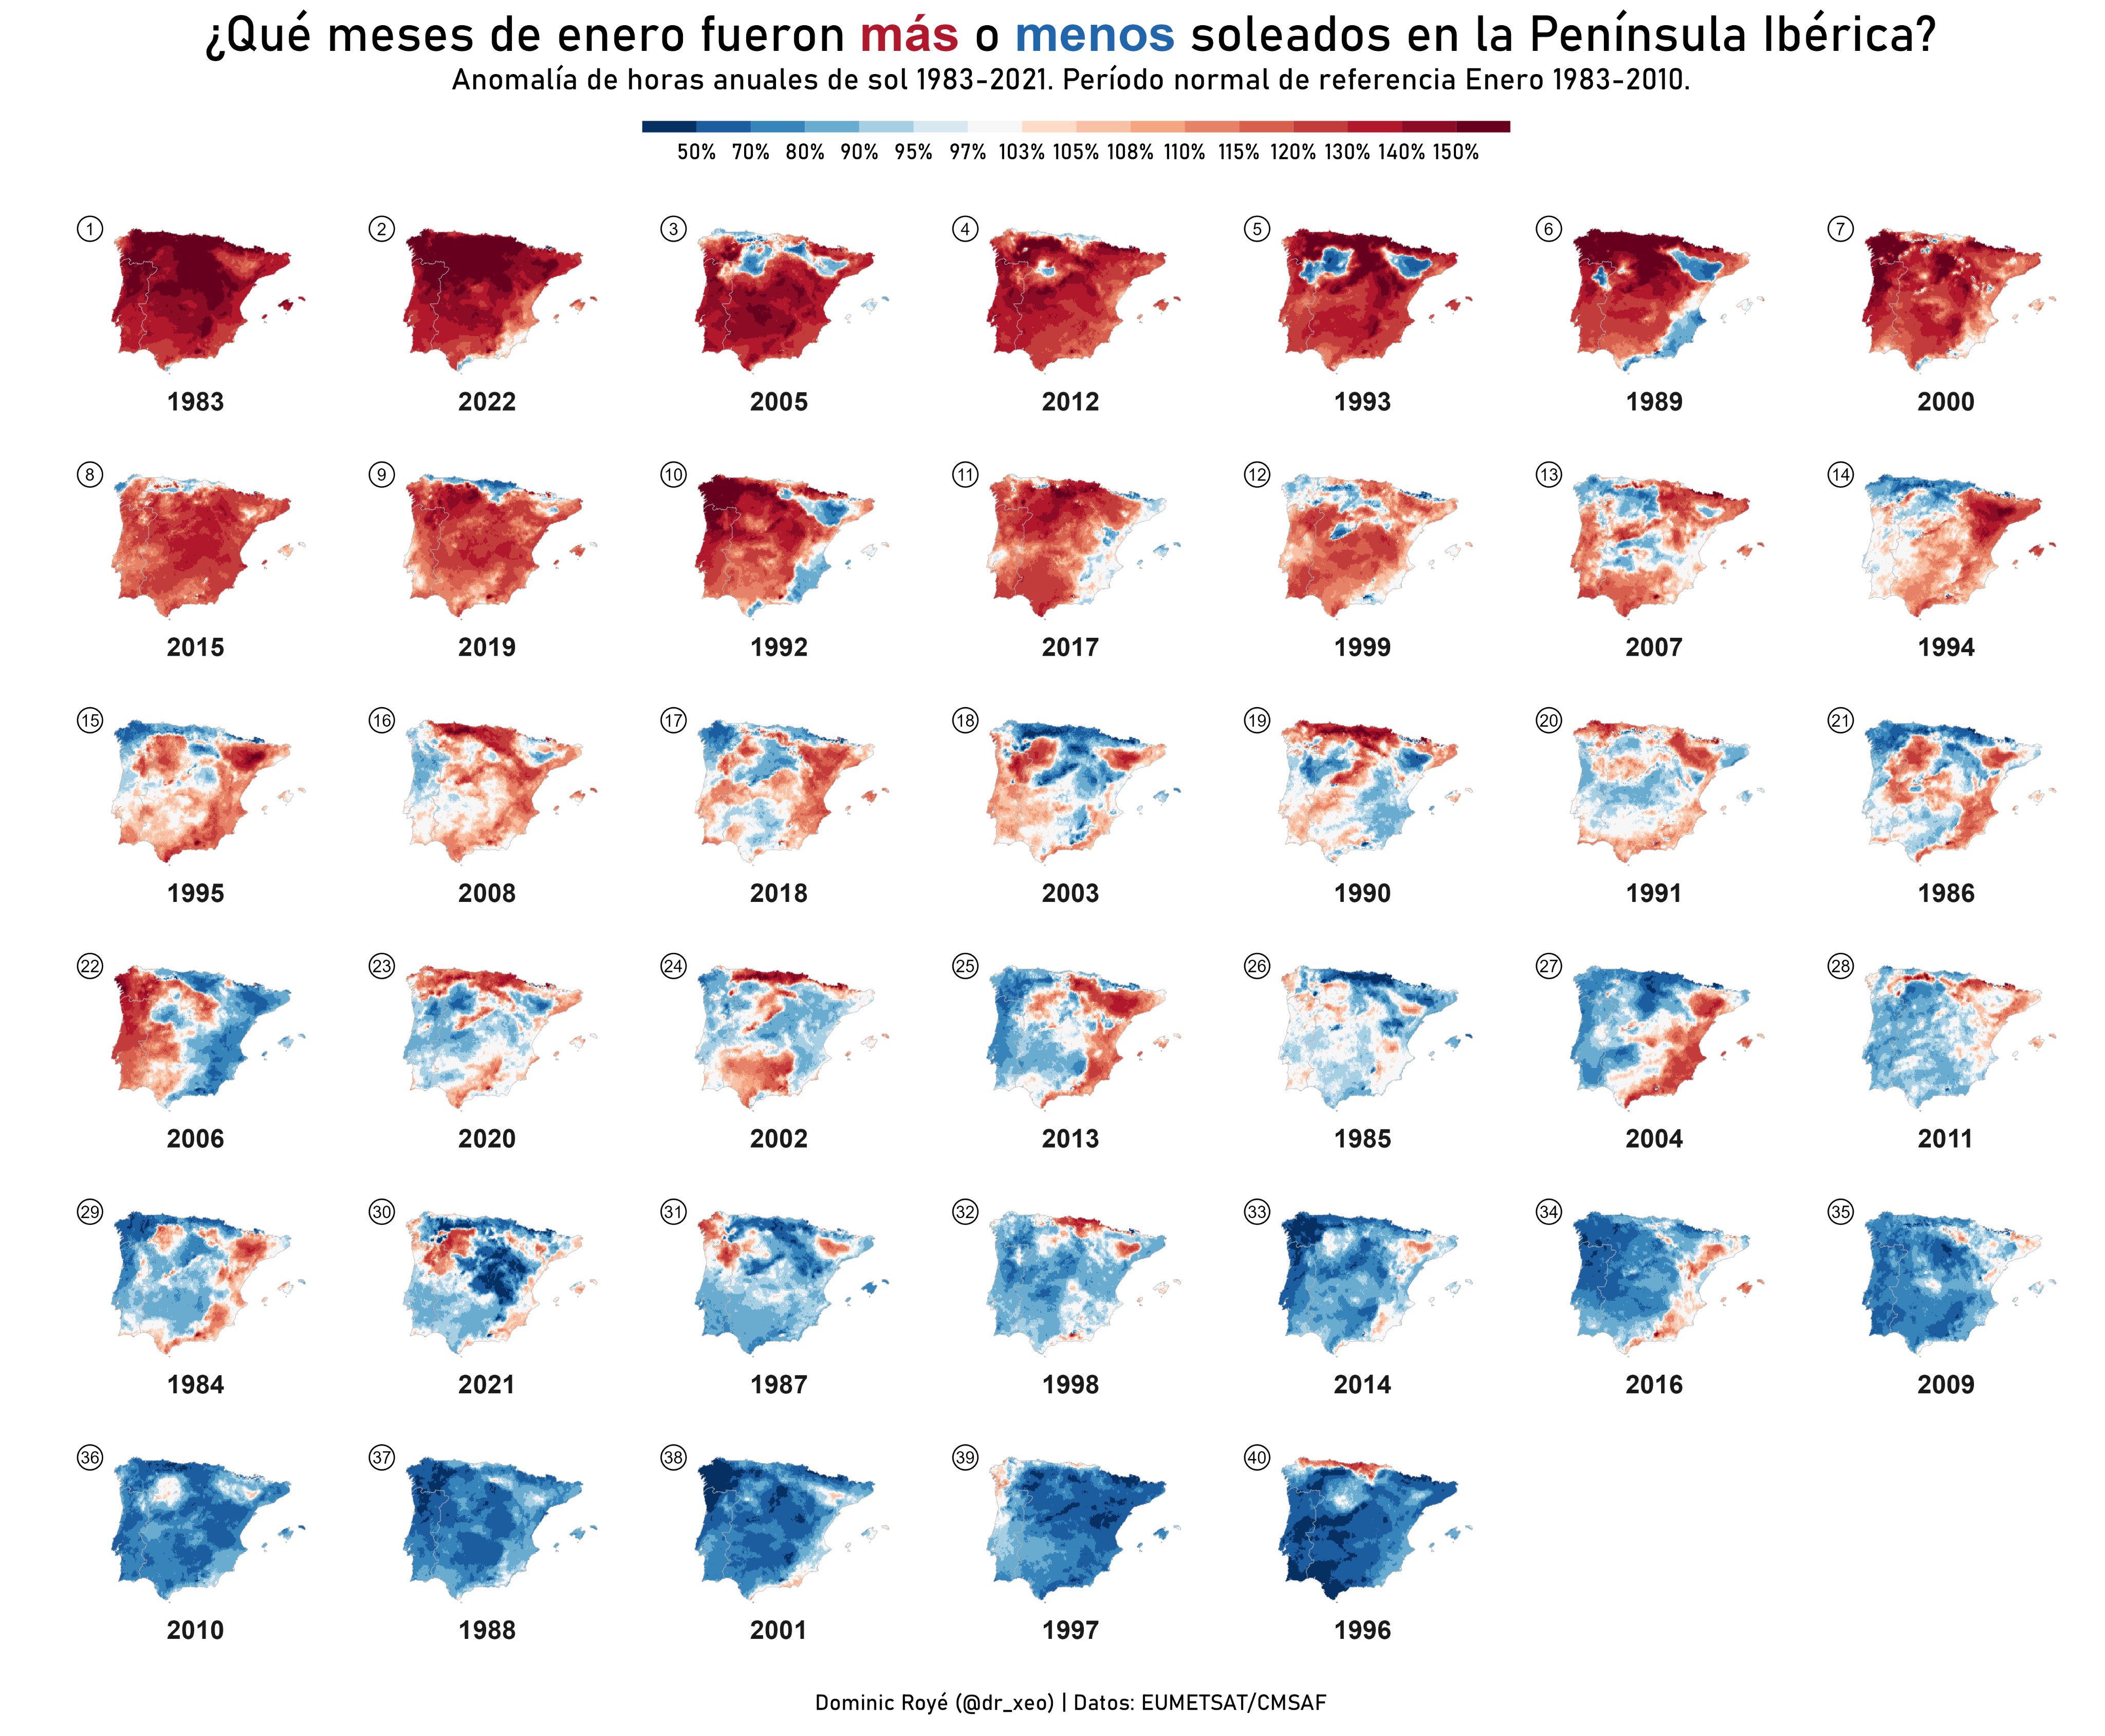 ¿Qué meses de enero fueron más o menos soleados en la Península Ibérica?
Anomalía de horas anuales de sol 1983-2021. Período normal de referencia Enero 1983-2010.
50% 70% 80% 90% 95% 97% 103% 105% 108% 110% 115% 120% 130% 140% 150%
1 2 3 4 5 6 7
1983 2022 2005 2012 1993 1989 2000
8 9 10 11 12 13 14
2015 2019 1992 2017 1999 2007 1994
15 16 17 18 19 20 21
1995 2008 2018 2003 1990 1991 1986
22 23 24 25 26 27 28
2006 2020 2002 2013 1985 2004 2011
29 30 31 32 33 34 35
1984 2021 1987 1998 2014 2016 2009
36 37 38 39 40
2010 1988 2001 1997 1996
Dominic Royé (@dr_xeo) | Datos: EUMETSAT/CMSAF